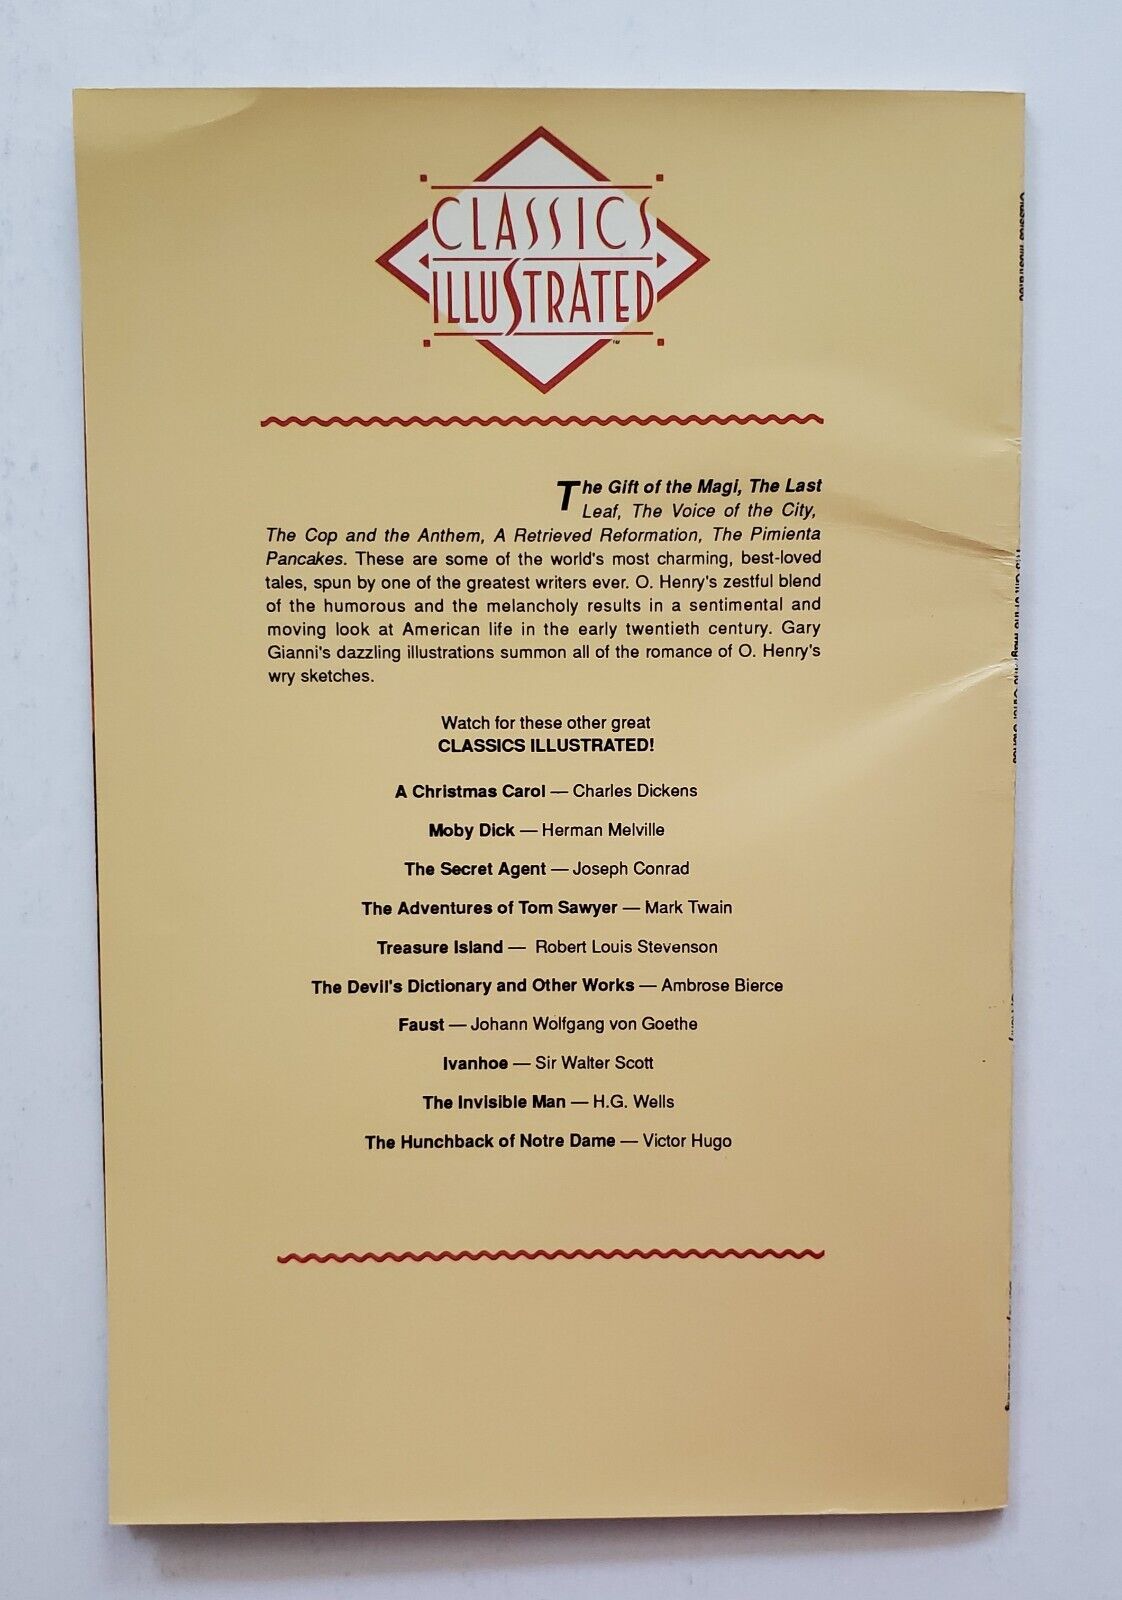 CLASSICS
ILLUSTRATED
™
The Gift of the Magi, The Last
Leaf, The Voice of the City,
The Cop and the Anthem, A Retrieved Reformation, The Pimienta
Pancakes. These are some of the world's most charming, best-loved
tales, spun by one of the greatest writers ever. O. Henry's zestful blend
of the humorous and the melancholy results in a sentimental and
moving look at American life in the early twentieth century. Gary
Gianni's dazzling illustrations summon all of the romance of O. Henry's
wry sketches.
Watch for these other great
CLASSICS ILLUSTRATED!
A Christmas Carol — Charles Dickens
Moby Dick — Herman Melville
The Secret Agent — Joseph Conrad
The Adventures of Tom Sawyer — Mark Twain
Treasure Island — Robert Louis Stevenson
The Devil's Dictionary and Other Works — Ambrose Bierce
Faust — Johann Wolfgang von Goethe
Ivanhoe — Sir Walter Scott
The Invisible Man — H.G. Wells
The Hunchback of Notre Dame — Victor Hugo